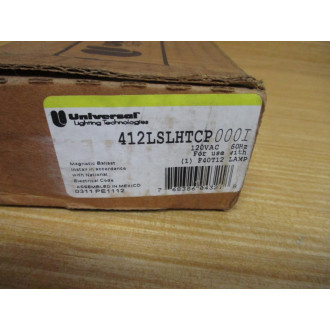 Universal
Lighting Technologies
412LSLHTCP000I
120VAC 60Hz
For use with
(1) F40T12 LAMP
Magnetic Ballast
Install in accordance
with National
Electrical Code
ASSEMBLED IN MEXICO
0311 PE1112